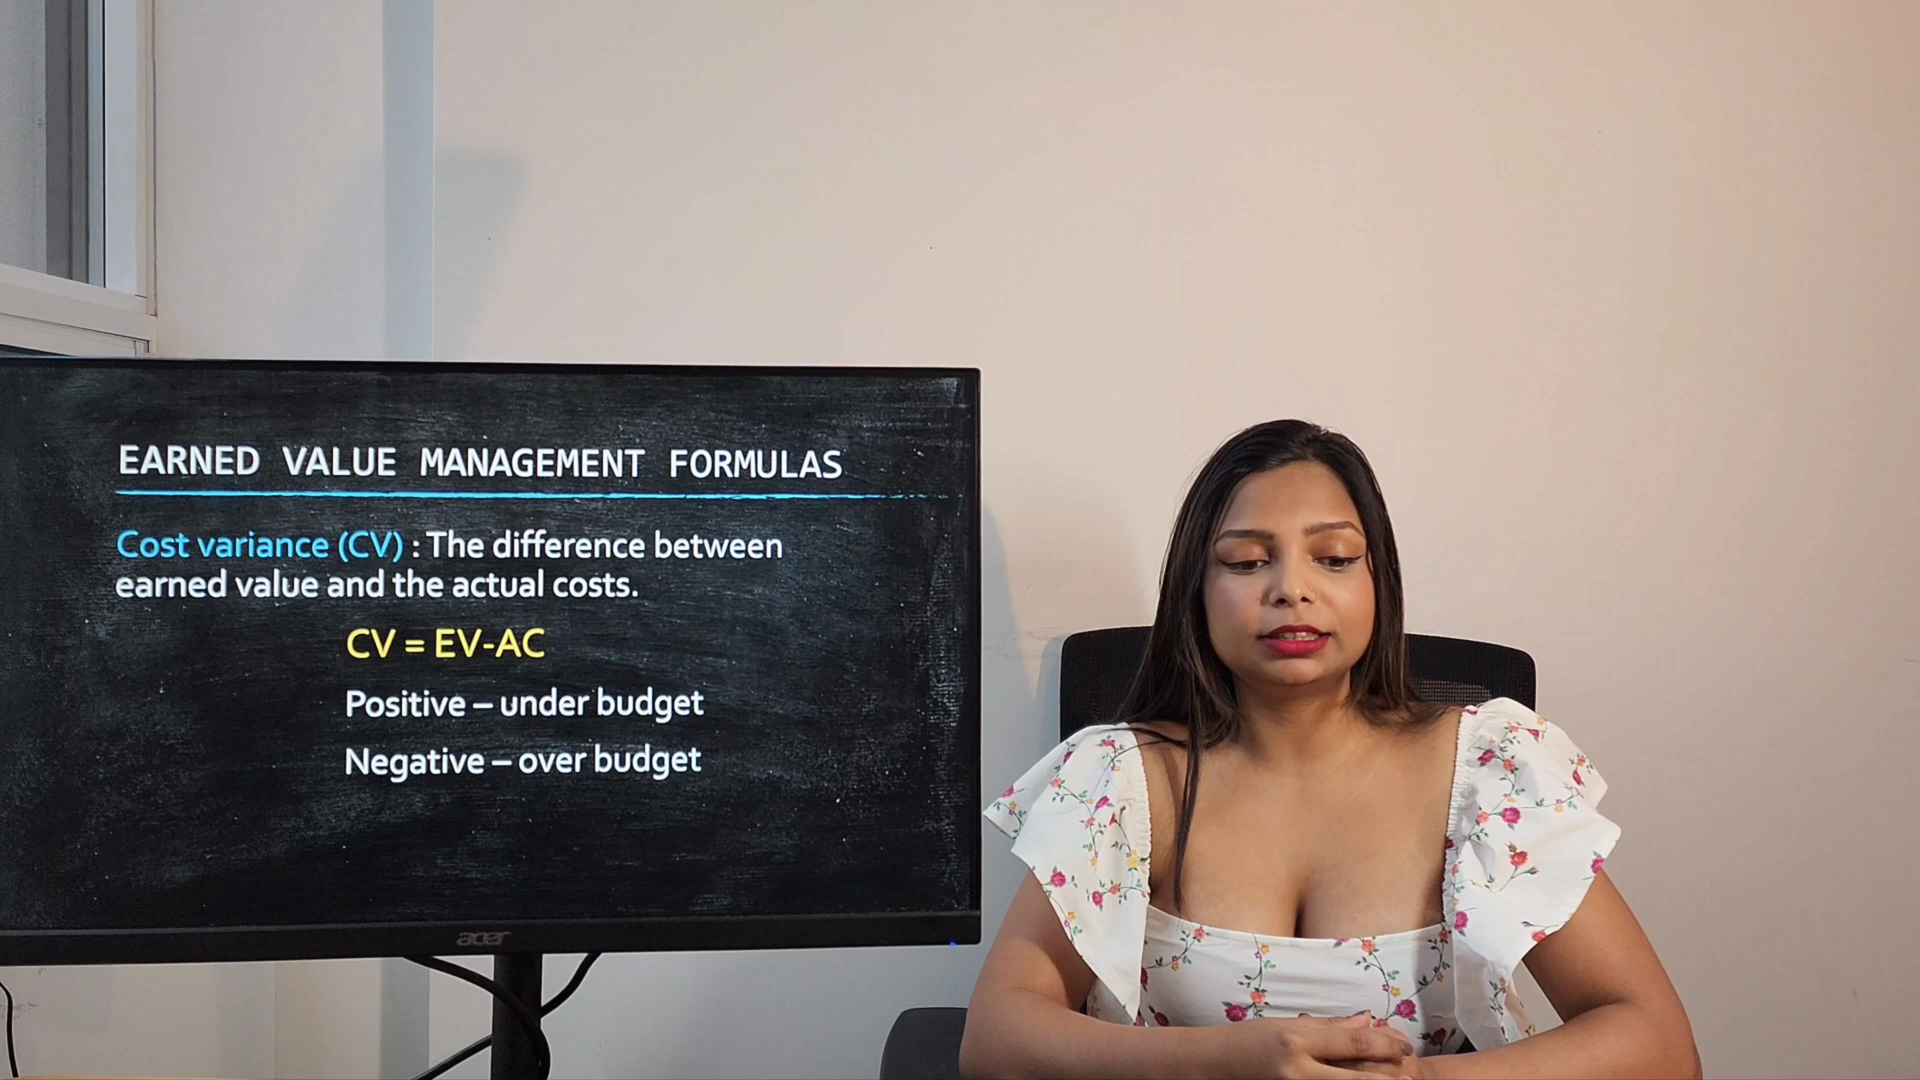 EARNED VALUE MANAGEMENT FORMULAS
Cost variance (CV) : The difference between
earned value and the actual costs.
CV = EV-AC
Positive – under budget
Negative – over budget
acer